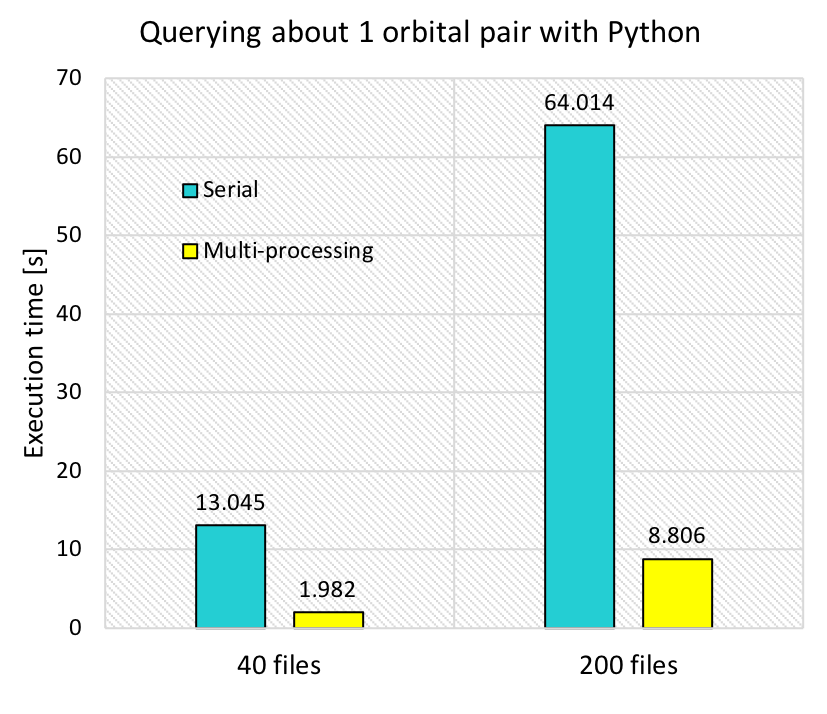 Querying about 1 orbital pair with Python
70
60
50
40
30
20
10
0
Execution time [s]
Serial
Multi-processing
13.045
1.982
64.014
8.806
40 files
200 files